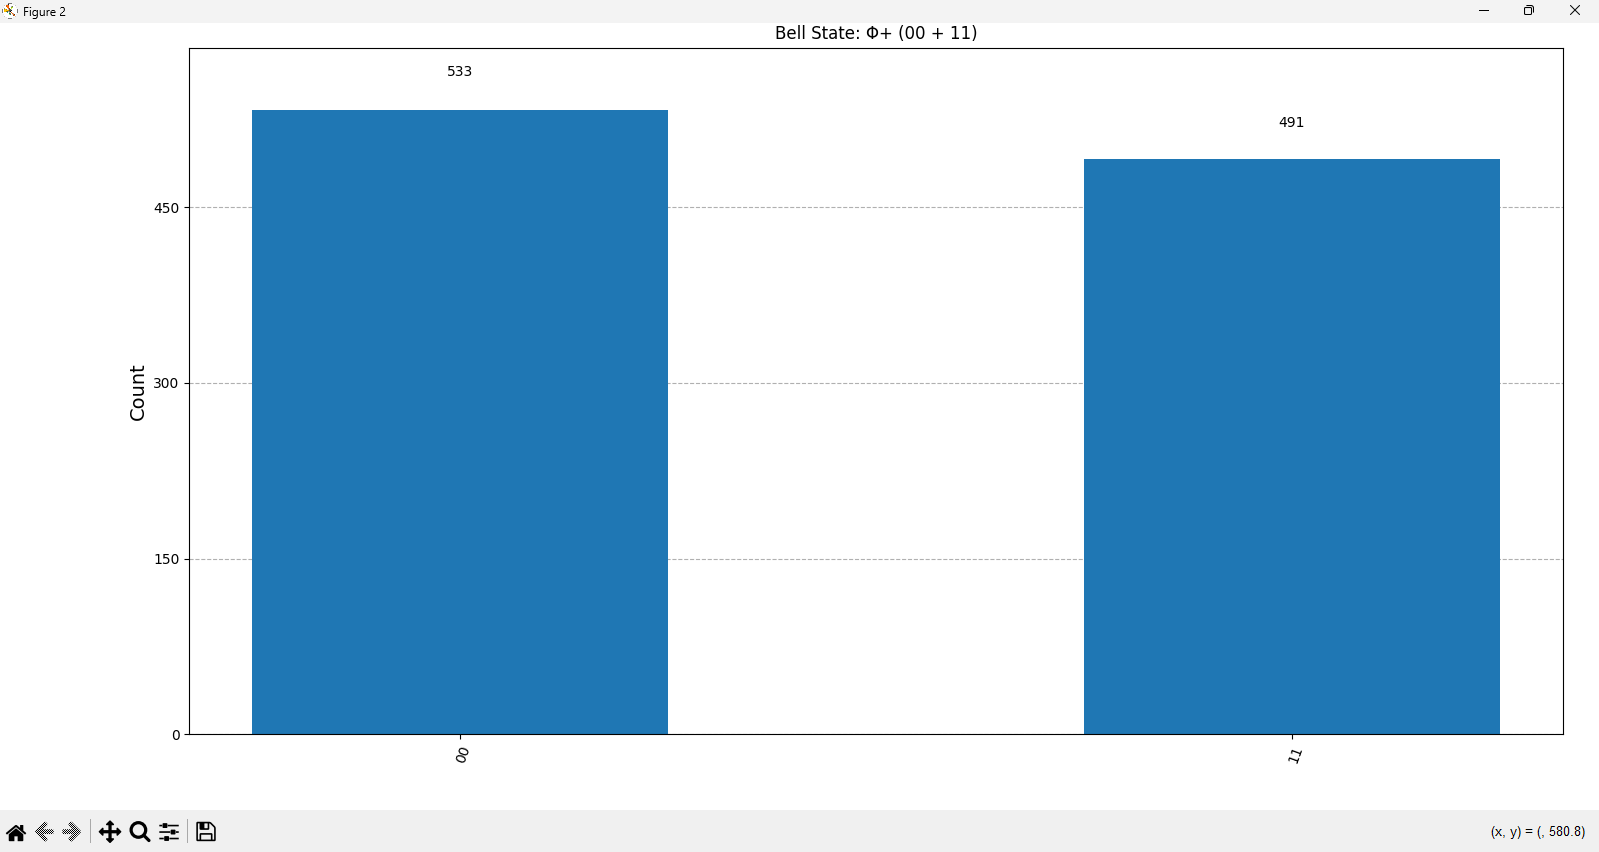 Figure 2
Bell State: Φ+ (00 + 11)
533
491
450
300
150
0
Count
00
11
(x, y) = (, 580.8)